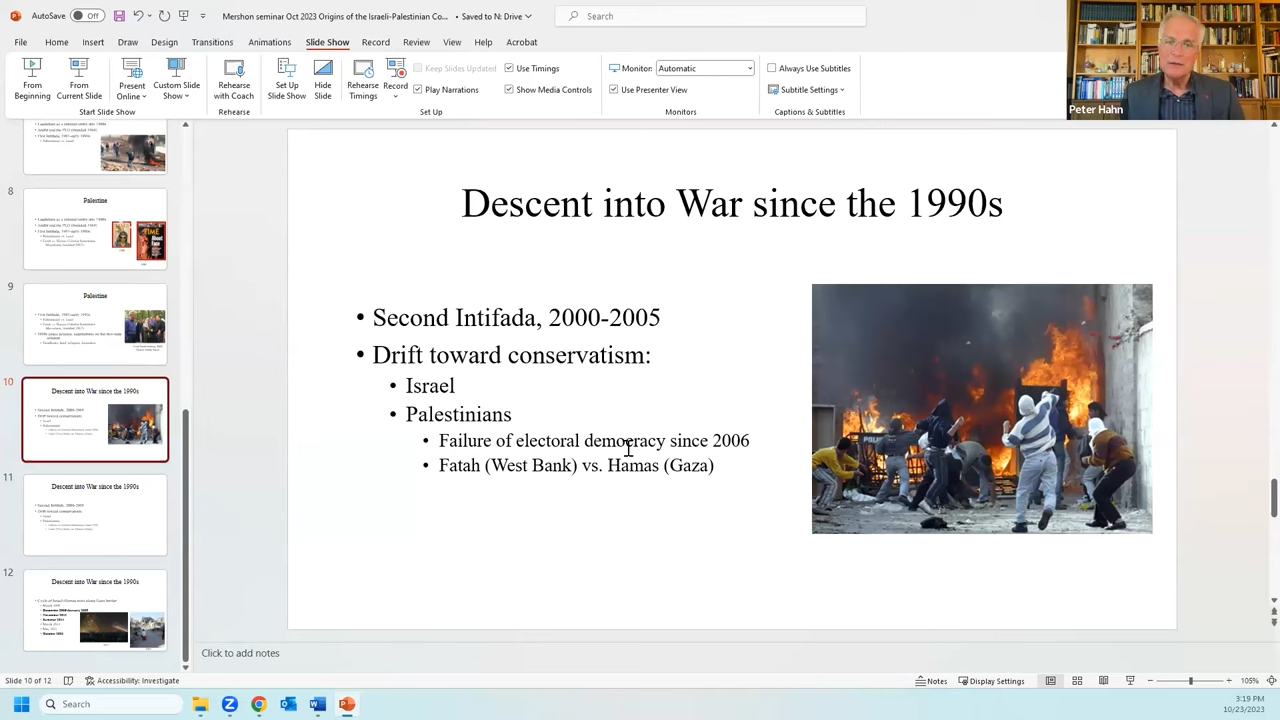 AutoSave Off
Mershon seminar Oct 2023 Origins of the Israeli-Palestinian Co... • Saved to N: Drive
Search
File Home Insert Draw Design Transitions Animations Slide Show Record Review View Help Acrobat
From Beginning
From Current Slide
Present Online
Custom Slide Show
Start Slide Show
Rehearse with Coach
Rehearse
Set Up Slide Show
Hide Slide
Rehearse Timings
Record
Keep Slides Updated
Use Timings
Play Narrations
Show Media Controls
Up
Monitor: Automatic
Use Presenter View
Monitors
Always Use Subtitles
Subtitle Settings
Captions & Subtitles
Peter Hahn
8
Palestine
TIME
9
Palestine
10
Descent into War since the 1990s
11
Descent into War since the 1990s
12
Descent into War since the 1990s
Descent into War since the 1990s
• Second Intifada, 2000-2005
• Drift toward conservatism:
• Israel
• Palestinians
• Failure of electoral democracy since 2006
• Fatah (West Bank) vs. Hamas (Gaza)
Click to add notes
Slide 10 of 12
Accessibility: Investigate
Notes
Display Settings
105%
Search
3:19 PM
10/23/2023